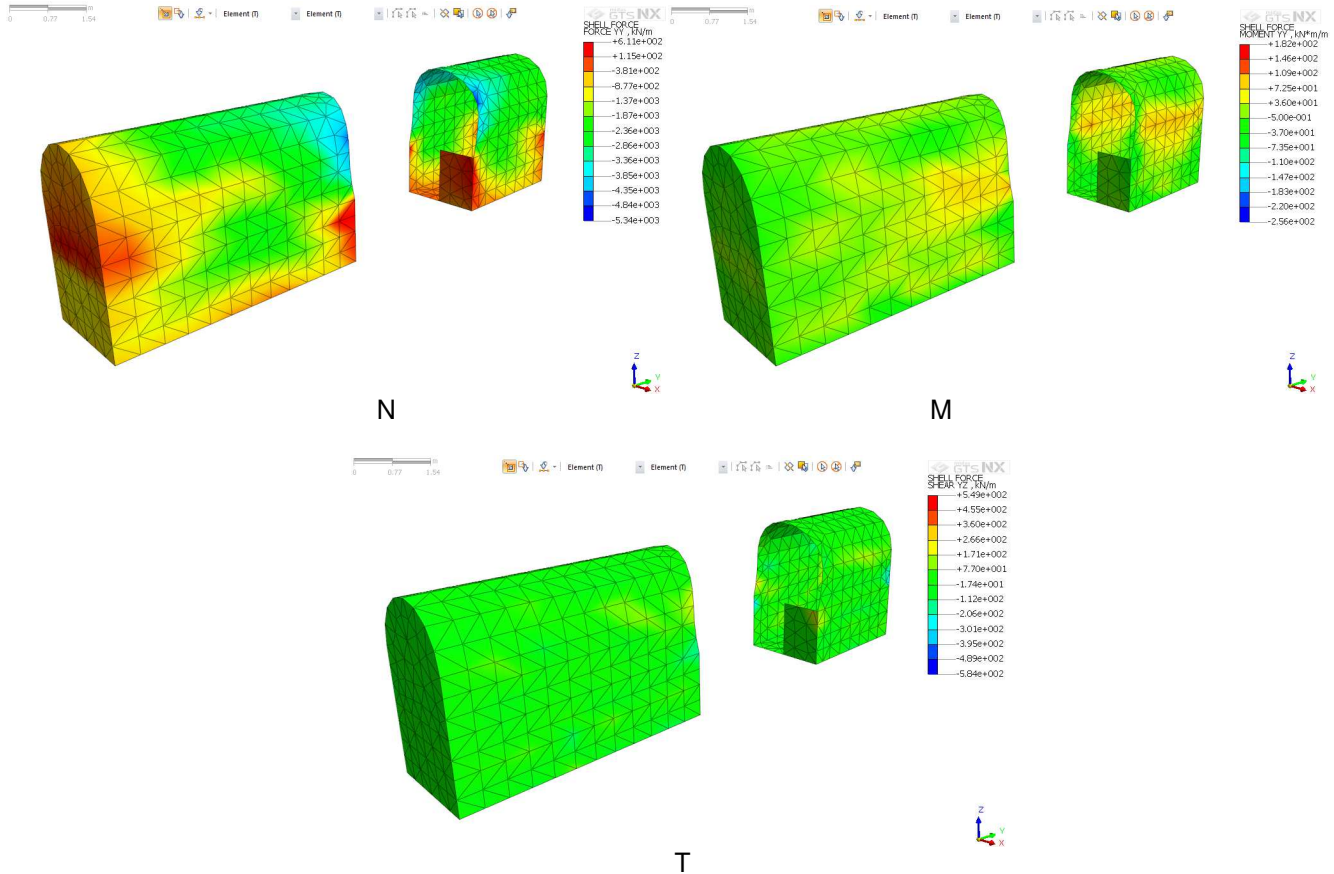 0 0.77 1.54 m
Element (T) Element (T)
GTS NX
SHELL FORCE
FORCE YY , kN/m
+6.11e+002
+1.15e+002
-3.81e+002
-8.77e+002
-1.37e+003
-1.87e+003
-2.36e+003
-2.86e+003
-3.36e+003
-3.85e+003
-4.35e+003
-4.84e+003
-5.34e+003
Z
Y
X
N
0 0.77 1.54 m
Element (T) Element (T)
GTS NX
SHELL FORCE
MOMENT YY , kN*m/m
+1.82e+002
+1.46e+002
+1.09e+002
+7.25e+001
+3.60e+001
-5.00e-001
-3.70e+001
-7.35e+001
-1.10e+002
-1.47e+002
-1.83e+002
-2.20e+002
-2.56e+002
Z
Y
X
M
0 0.77 1.54 m
Element (T) Element (T)
GTS NX
SHELL FORCE
SHEAR YZ , kN/m
+5.49e+002
+4.55e+002
+3.60e+002
+2.66e+002
+1.71e+002
+7.70e+001
-1.74e+001
-1.12e+002
-2.06e+002
-3.01e+002
-3.95e+002
-4.89e+002
-5.84e+002
Z
Y
X
T